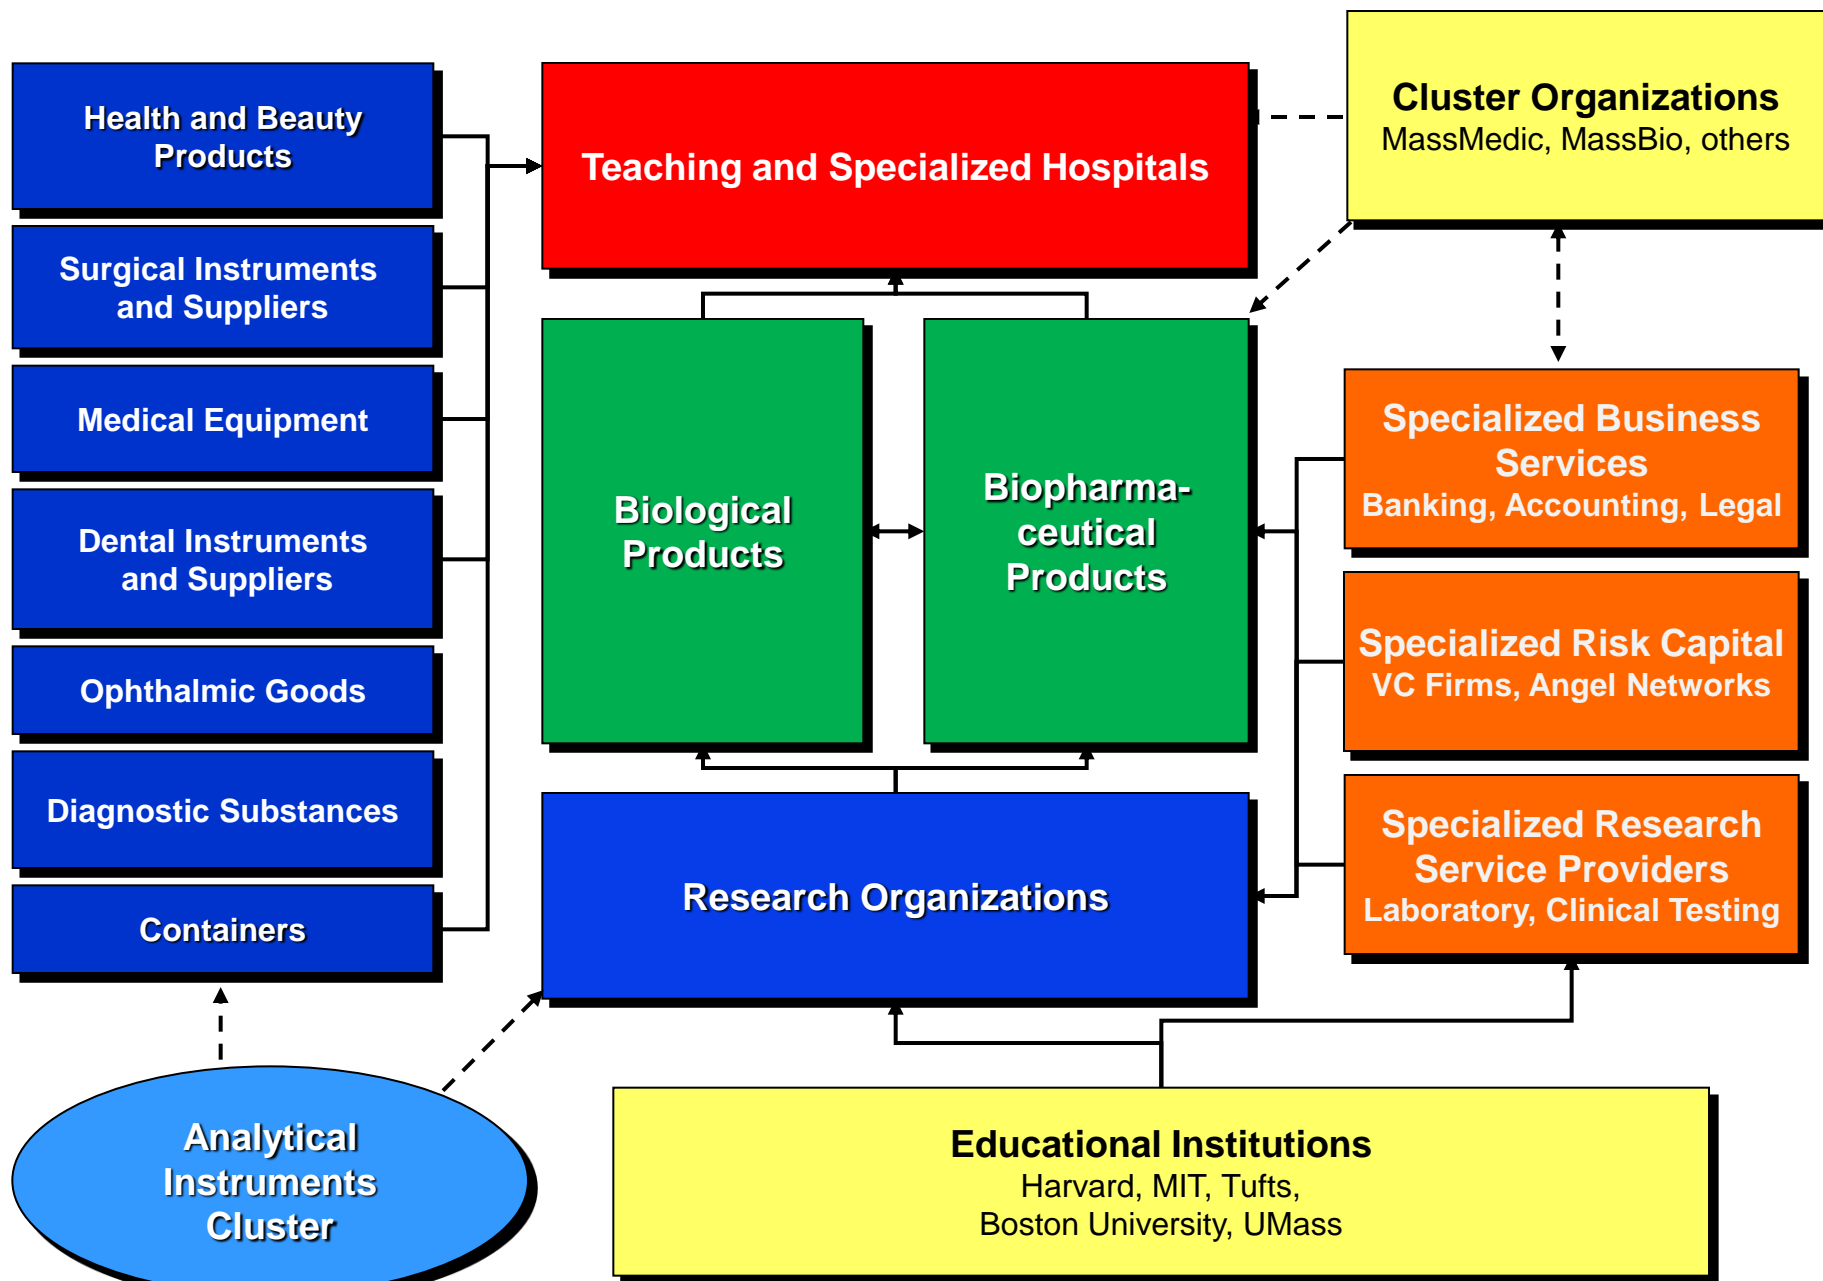 Health and Beauty
Products
Surgical Instruments
and Suppliers
Medical Equipment
Dental Instruments
and Suppliers
Ophthalmic Goods
Diagnostic Substances
Containers
Analytical
Instruments
Cluster
Teaching and Specialized Hospitals
Biological
Products
Biopharma-
ceutical
Products
Research Organizations
Educational Institutions
Harvard, MIT, Tufts,
Boston University, UMass
Cluster Organizations
MassMedic, MassBio, others
Specialized Business
Services
Banking, Accounting, Legal
Specialized Risk Capital
VC Firms, Angel Networks
Specialized Research
Service Providers
Laboratory, Clinical Testing